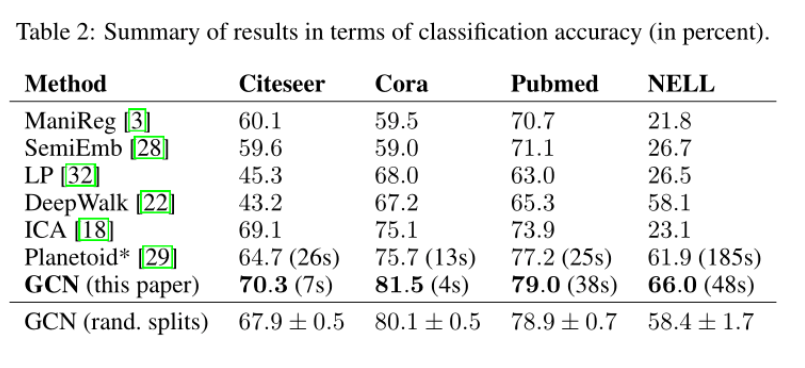 Table 2: Summary of results in terms of classification accuracy (in percent).
Method Citeseer Cora Pubmed NELL
ManiReg [3] 60.1 59.5 70.7 21.8
SemiEmb [28] 59.6 59.0 71.1 26.7
LP [32] 45.3 68.0 63.0 26.5
DeepWalk [22] 43.2 67.2 65.3 58.1
ICA [18] 69.1 75.1 73.9 23.1
Planetoid* [29] 64.7 (26s) 75.7 (13s) 77.2 (25s) 61.9 (185s)
GCN (this paper) 70.3 (7s) 81.5 (4s) 79.0 (38s) 66.0 (48s)
GCN (rand. splits) 67.9 ± 0.5 80.1 ± 0.5 78.9 ± 0.7 58.4 ± 1.7